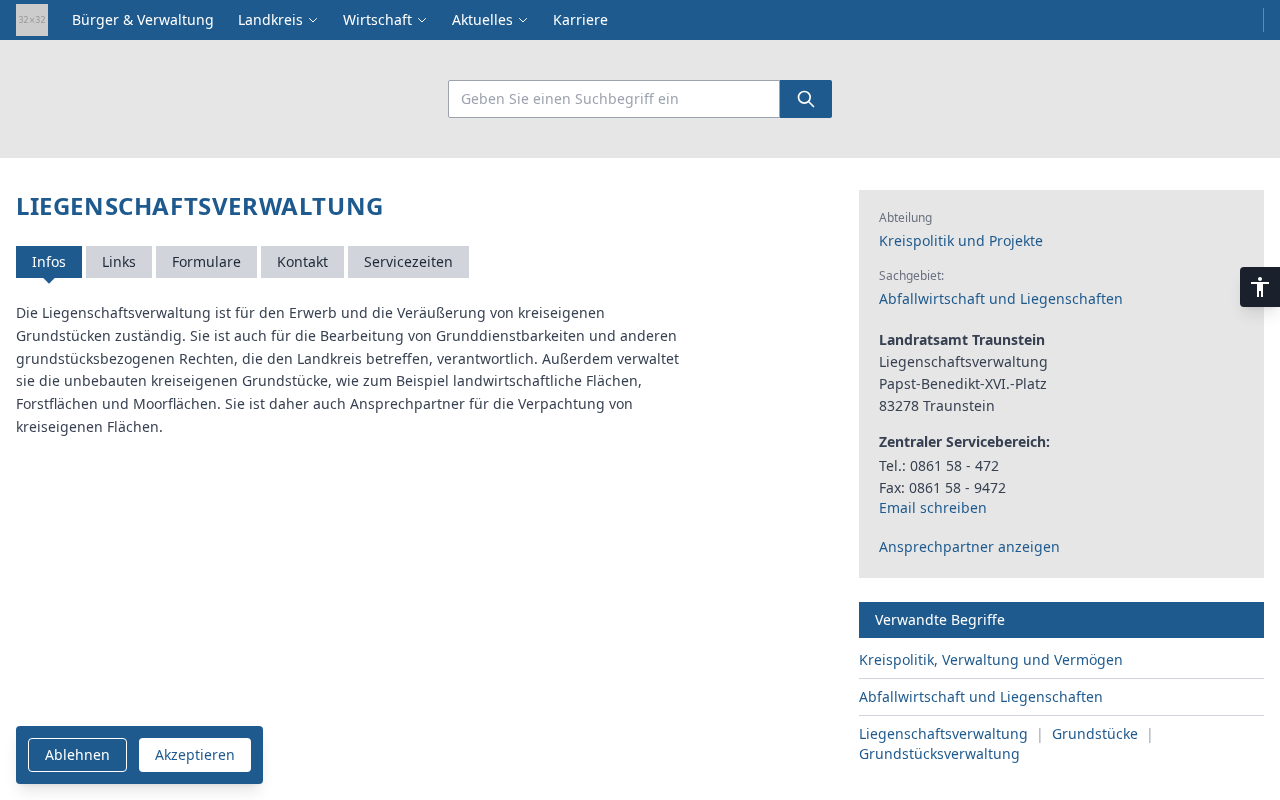 32×32
Bürger & Verwaltung
Landkreis
Wirtschaft
Aktuelles
Karriere
Geben Sie einen Suchbegriff ein
LIEGENSCHAFTSVERWALTUNG
Infos
Links
Formulare
Kontakt
Servicezeiten
Die Liegenschaftsverwaltung ist für den Erwerb und die Veräußerung von kreiseigenen
Grundstücken zuständig. Sie ist auch für die Bearbeitung von Grunddienstbarkeiten und anderen
grundstücksbezogenen Rechten, die den Landkreis betreffen, verantwortlich. Außerdem verwaltet
sie die unbebauten kreiseigenen Grundstücke, wie zum Beispiel landwirtschaftliche Flächen,
Forstflächen und Moorflächen. Sie ist daher auch Ansprechpartner für die Verpachtung von
kreiseigenen Flächen.
Abteilung
Kreispolitik und Projekte
Sachgebiet:
Abfallwirtschaft und Liegenschaften
Landratsamt Traunstein
Liegenschaftsverwaltung
Papst-Benedikt-XVI.-Platz
83278 Traunstein
Zentraler Servicebereich:
Tel.: 0861 58 - 472
Fax: 0861 58 - 9472
Email schreiben
Ansprechpartner anzeigen
Verwandte Begriffe
Kreispolitik, Verwaltung und Vermögen
Abfallwirtschaft und Liegenschaften
Liegenschaftsverwaltung | Grundstücke |
Grundstücksverwaltung
Ablehnen
Akzeptieren